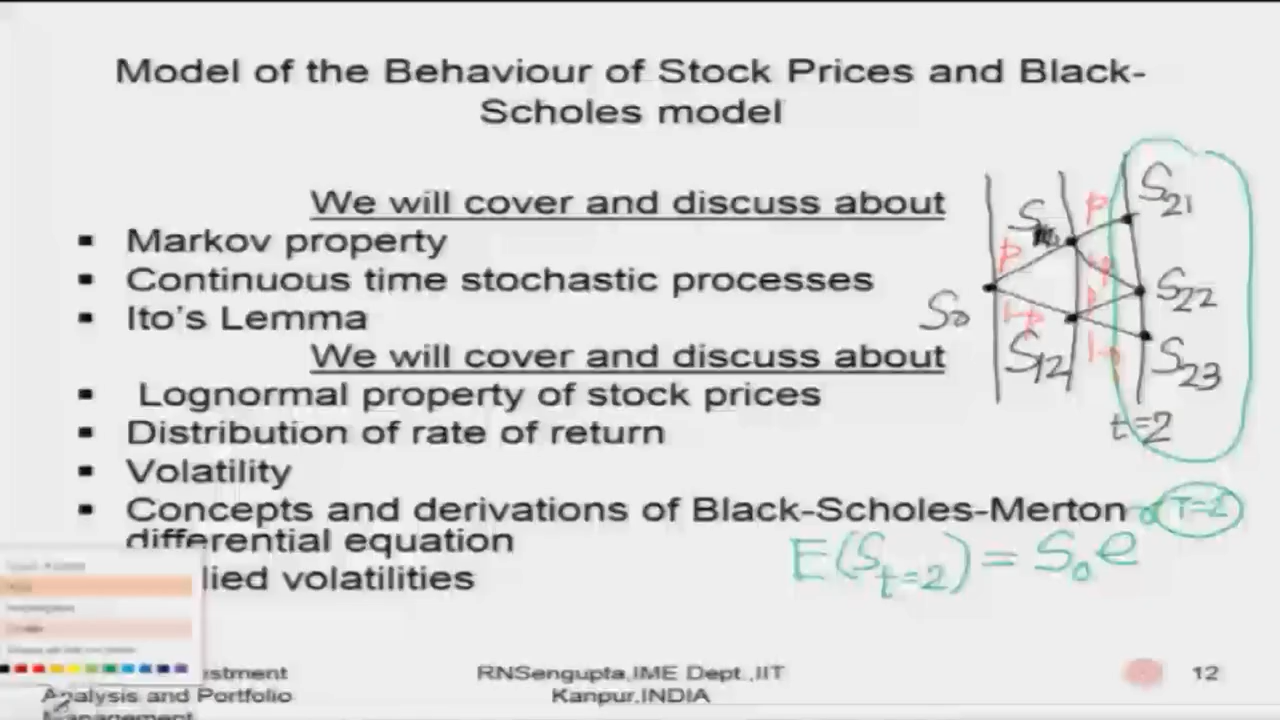 Model of the Behaviour of Stock Prices and Black-
Scholes model
We will cover and discuss about
▪ Markov property
▪ Continuous time stochastic processes
▪ Ito's Lemma
We will cover and discuss about
▪ Lognormal property of stock prices
▪ Distribution of rate of return
▪ Volatility
▪ Concepts and derivations of Black-Scholes-Merton
differential equation
lied volatilities
S₀
S₁₂
S₂₁
S₂₂
S₂₃
p
p
1-p
t=2
E(S_{t=2}) = S₀e
T=2
stment
Analysis and Portfolio
Management
RNSengupta,IME Dept.,IIT
Kanpur,INDIA
12